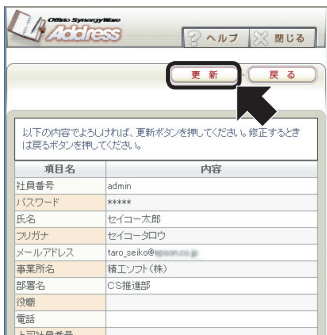 Office SynergyWare
Address
ヘルプ 閉じる
更 新 戻 る
以下の内容でよろしければ、更新ボタンを押してください。修正するとき
は戻るボタンを押してください。
項目名 内容
社員番号 admin
パスワード *****
氏名 セイコー太郎
フリガナ セイコータロウ
メールアドレス taro_seiko@
事業所名 精工ソフト(株)
部署名 CS推進部
役職
電話
上司社員番号